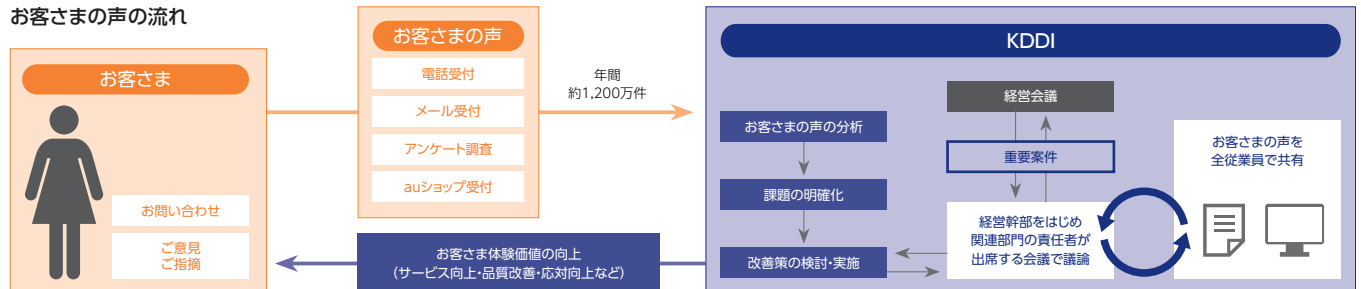 お客さまの声の流れ
お客さま
お問い合わせ
ご意見
ご指摘
お客さまの声
電話受付
メール受付
アンケート調査
auショップ受付
年間
約1,200万件
KDDI
お客さまの声の分析
課題の明確化
改善策の検討・実施
経営会議
重要案件
経営幹部をはじめ
関連部門の責任者が
出席する会議で議論
お客さまの声を
全従業員で共有
お客さま体験価値の向上
（サービス向上・品質改善・応対向上など）